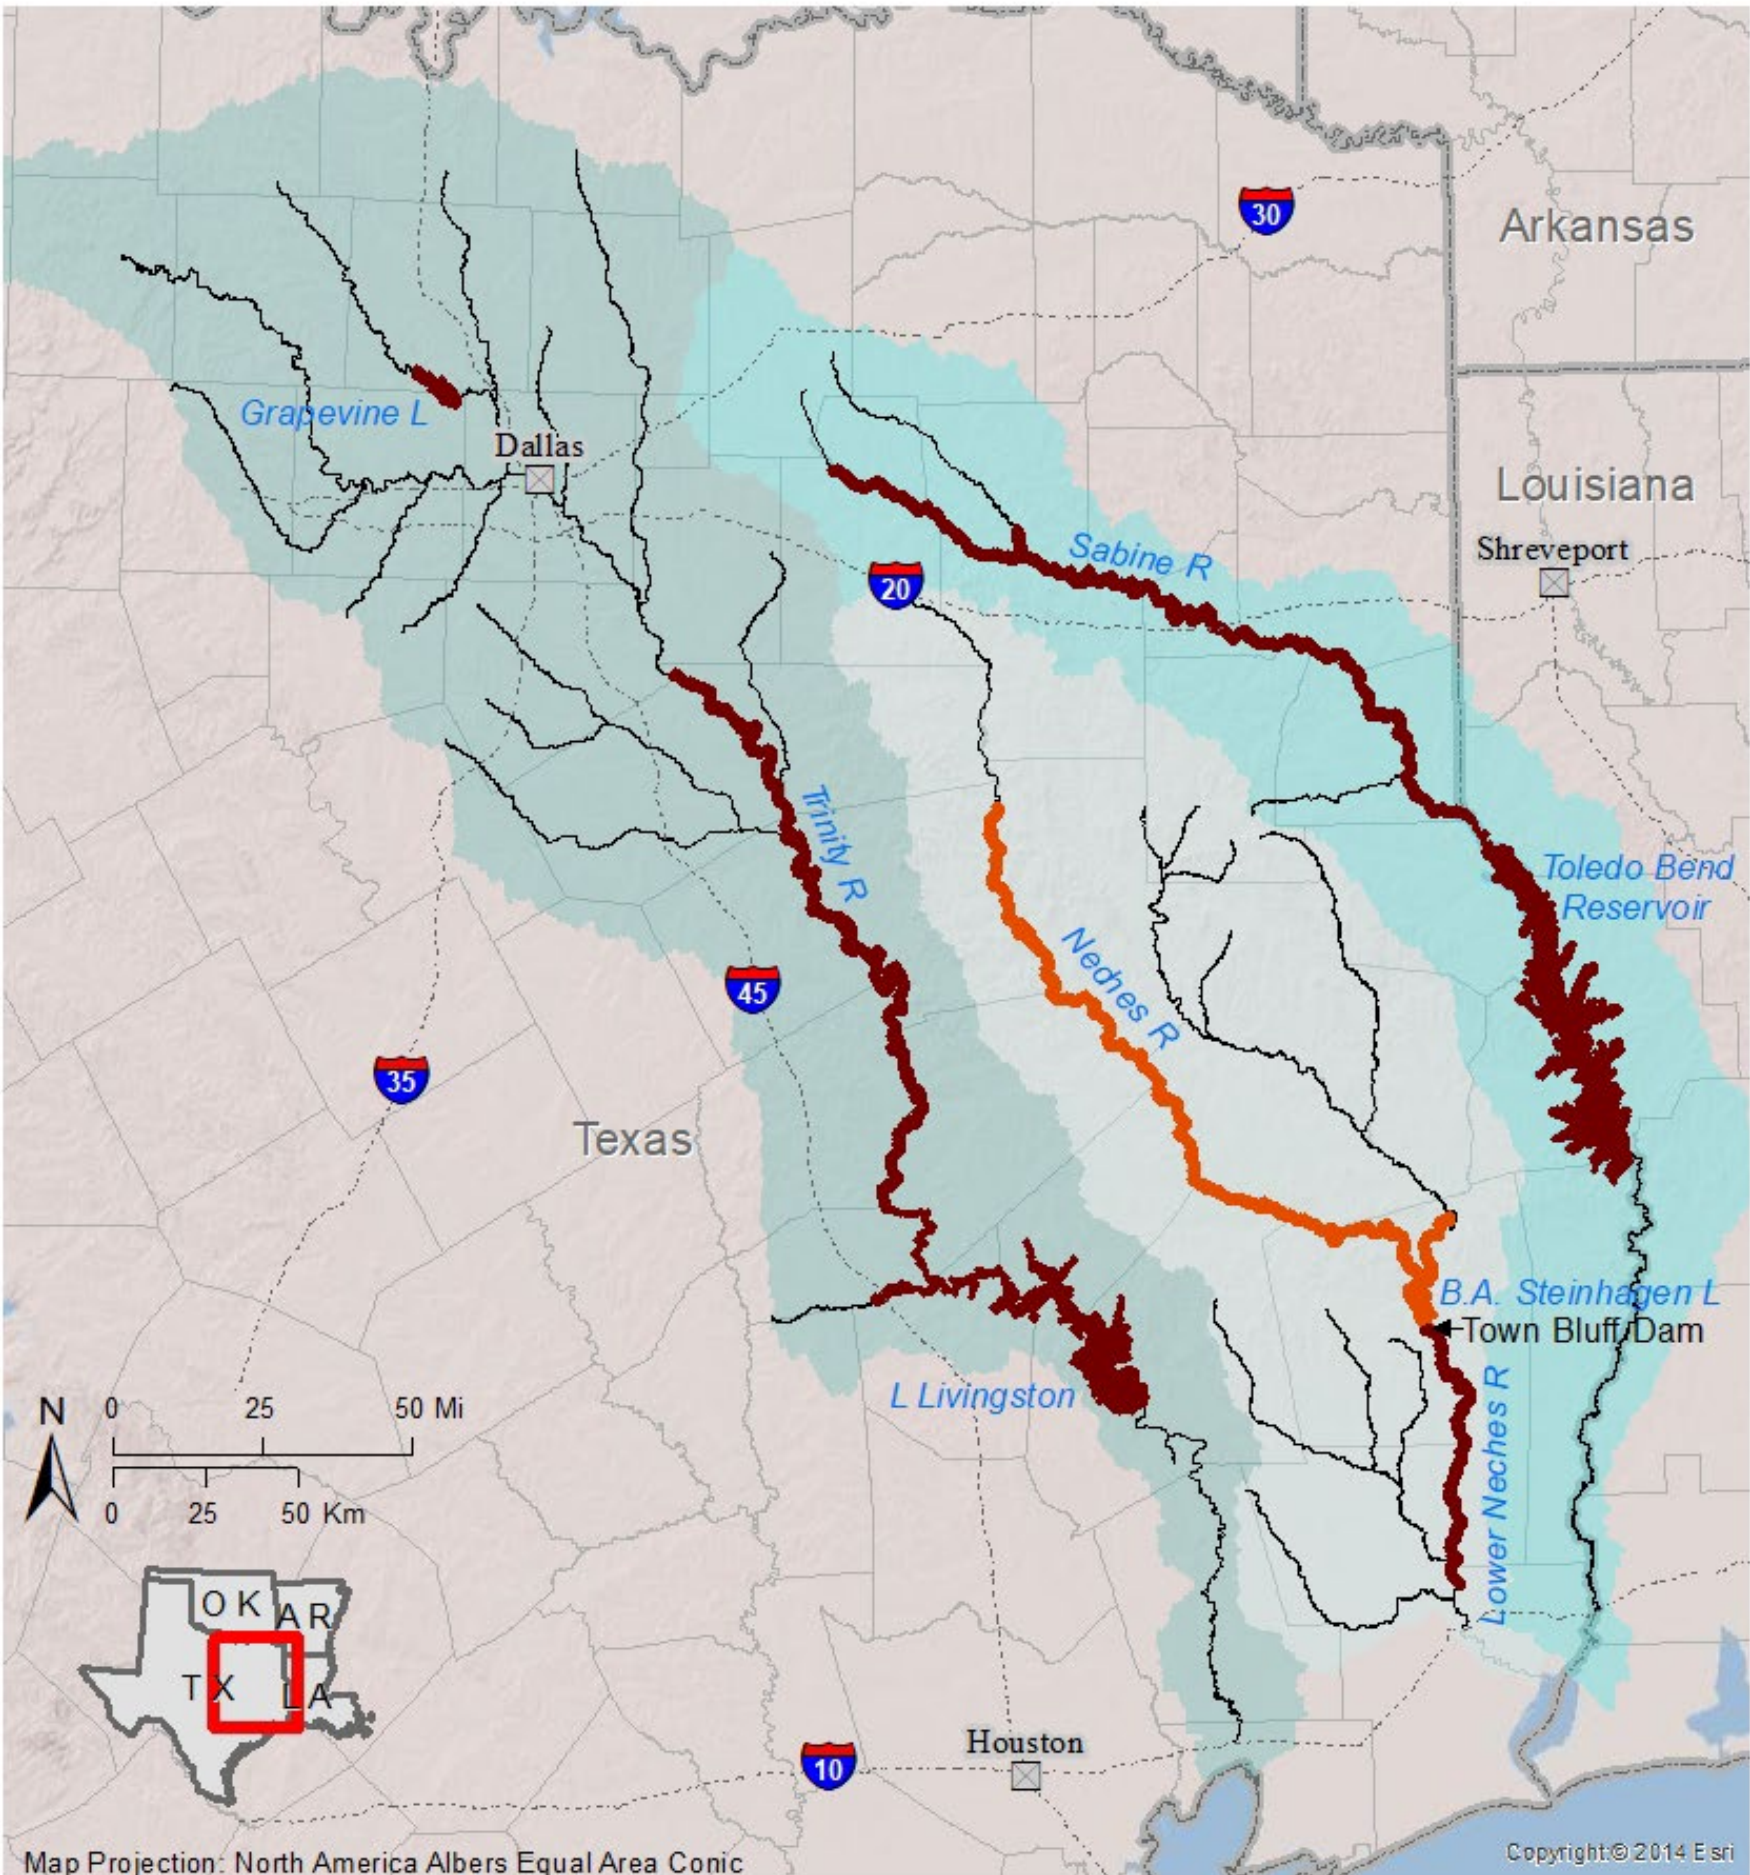 30
Arkansas
Grapevine L
Dallas
Louisiana
Sabine R
Shreveport
20
Trinity R
Toledo Bend
Reservoir
Neches R
45
35
Texas
B.A. Steinhagen L
Town Bluff Dam
L Livingston
Lower Neches R
N
0 25 50 Mi
0 25 50 Km
OK
AR
TX
LA
Houston
10
Map Projection: North America Albers Equal Area Conic
Copyright:© 2014 Esri